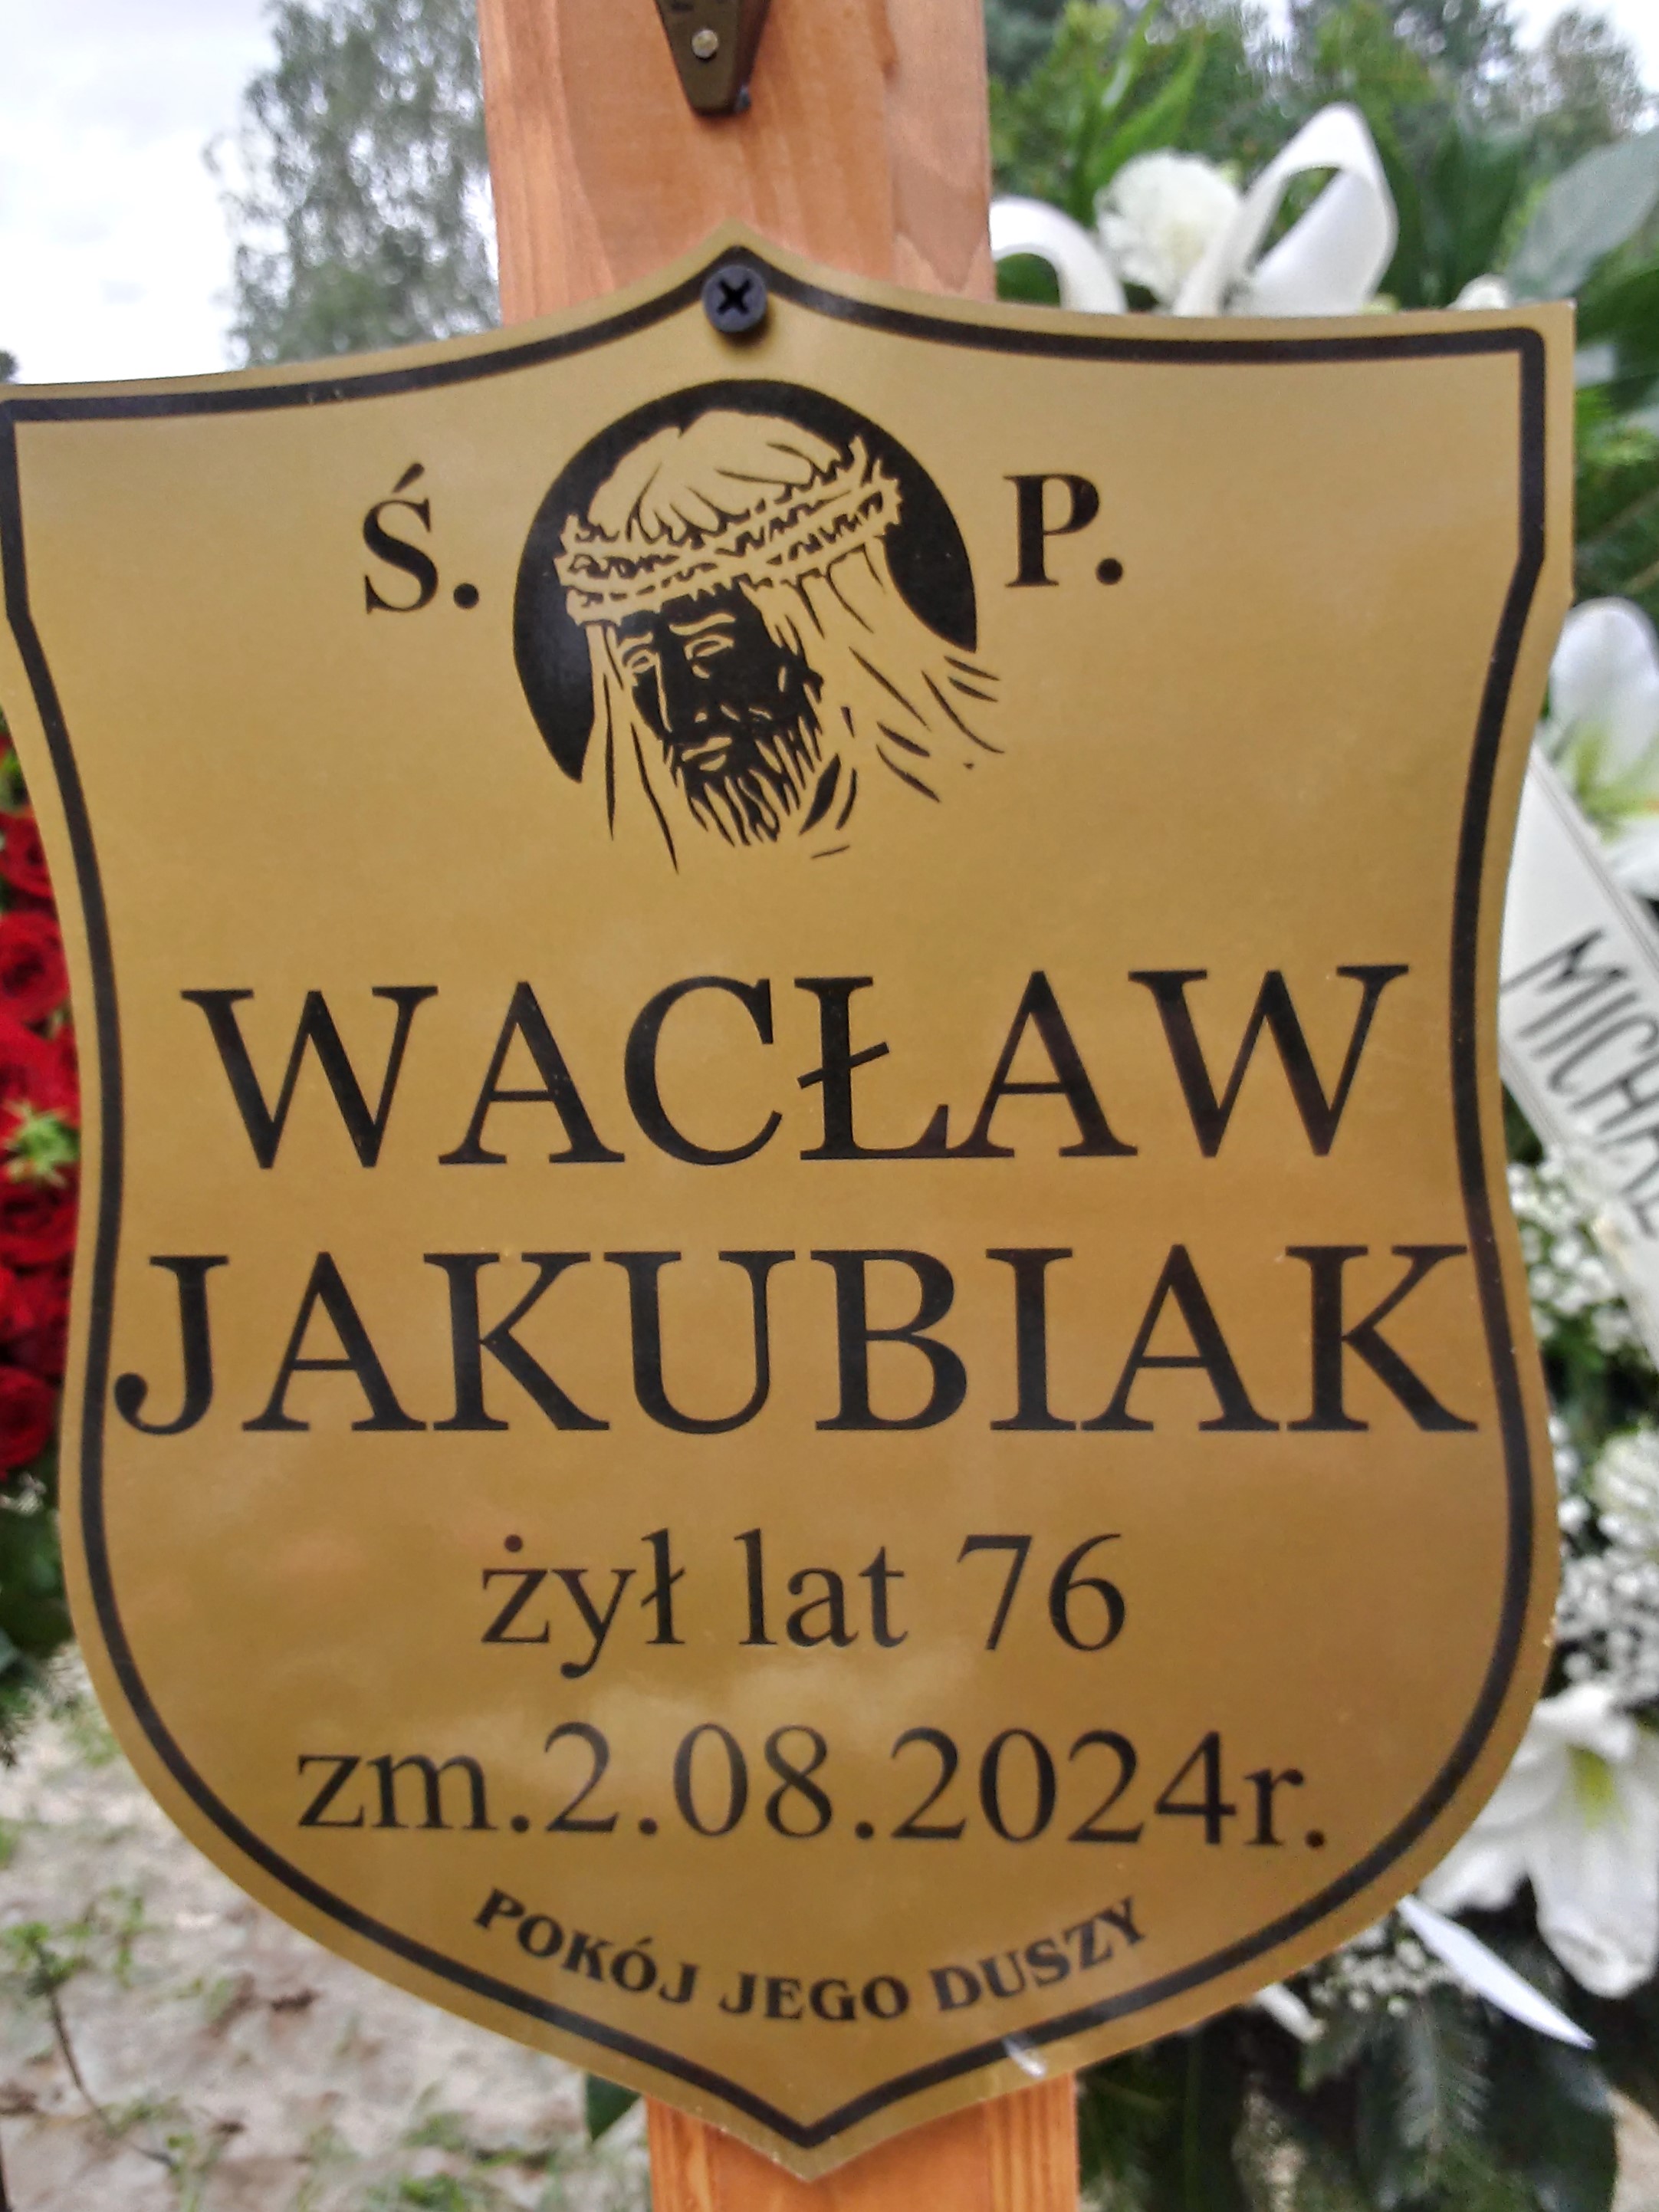 Ś. P.
WACŁAW
JAKUBIAK
żył lat 76
zm.2.08.2024r.
POKÓJ JEGO DUSZY